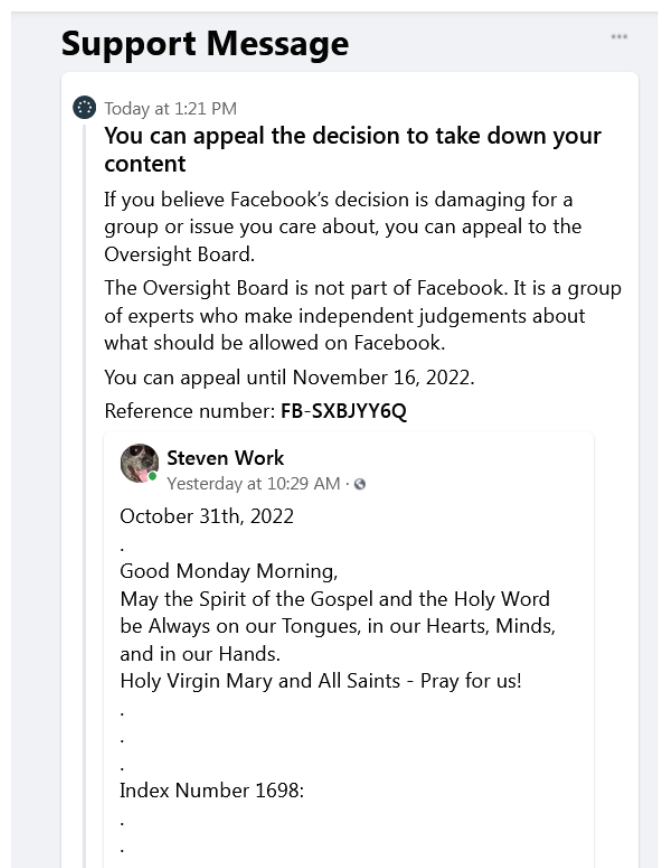 Support Message
Today at 1:21 PM
You can appeal the decision to take down your
content
If you believe Facebook's decision is damaging for a
group or issue you care about, you can appeal to the
Oversight Board.
The Oversight Board is not part of Facebook. It is a group
of experts who make independent judgements about
what should be allowed on Facebook.
You can appeal until November 16, 2022.
Reference number: FB-SXBJYY6Q
Steven Work
Yesterday at 10:29 AM ·
October 31th, 2022
.
Good Monday Morning,
May the Spirit of the Gospel and the Holy Word
be Always on our Tongues, in our Hearts, Minds,
and in our Hands.
Holy Virgin Mary and All Saints - Pray for us!
.
.
.
Index Number 1698:
.
.